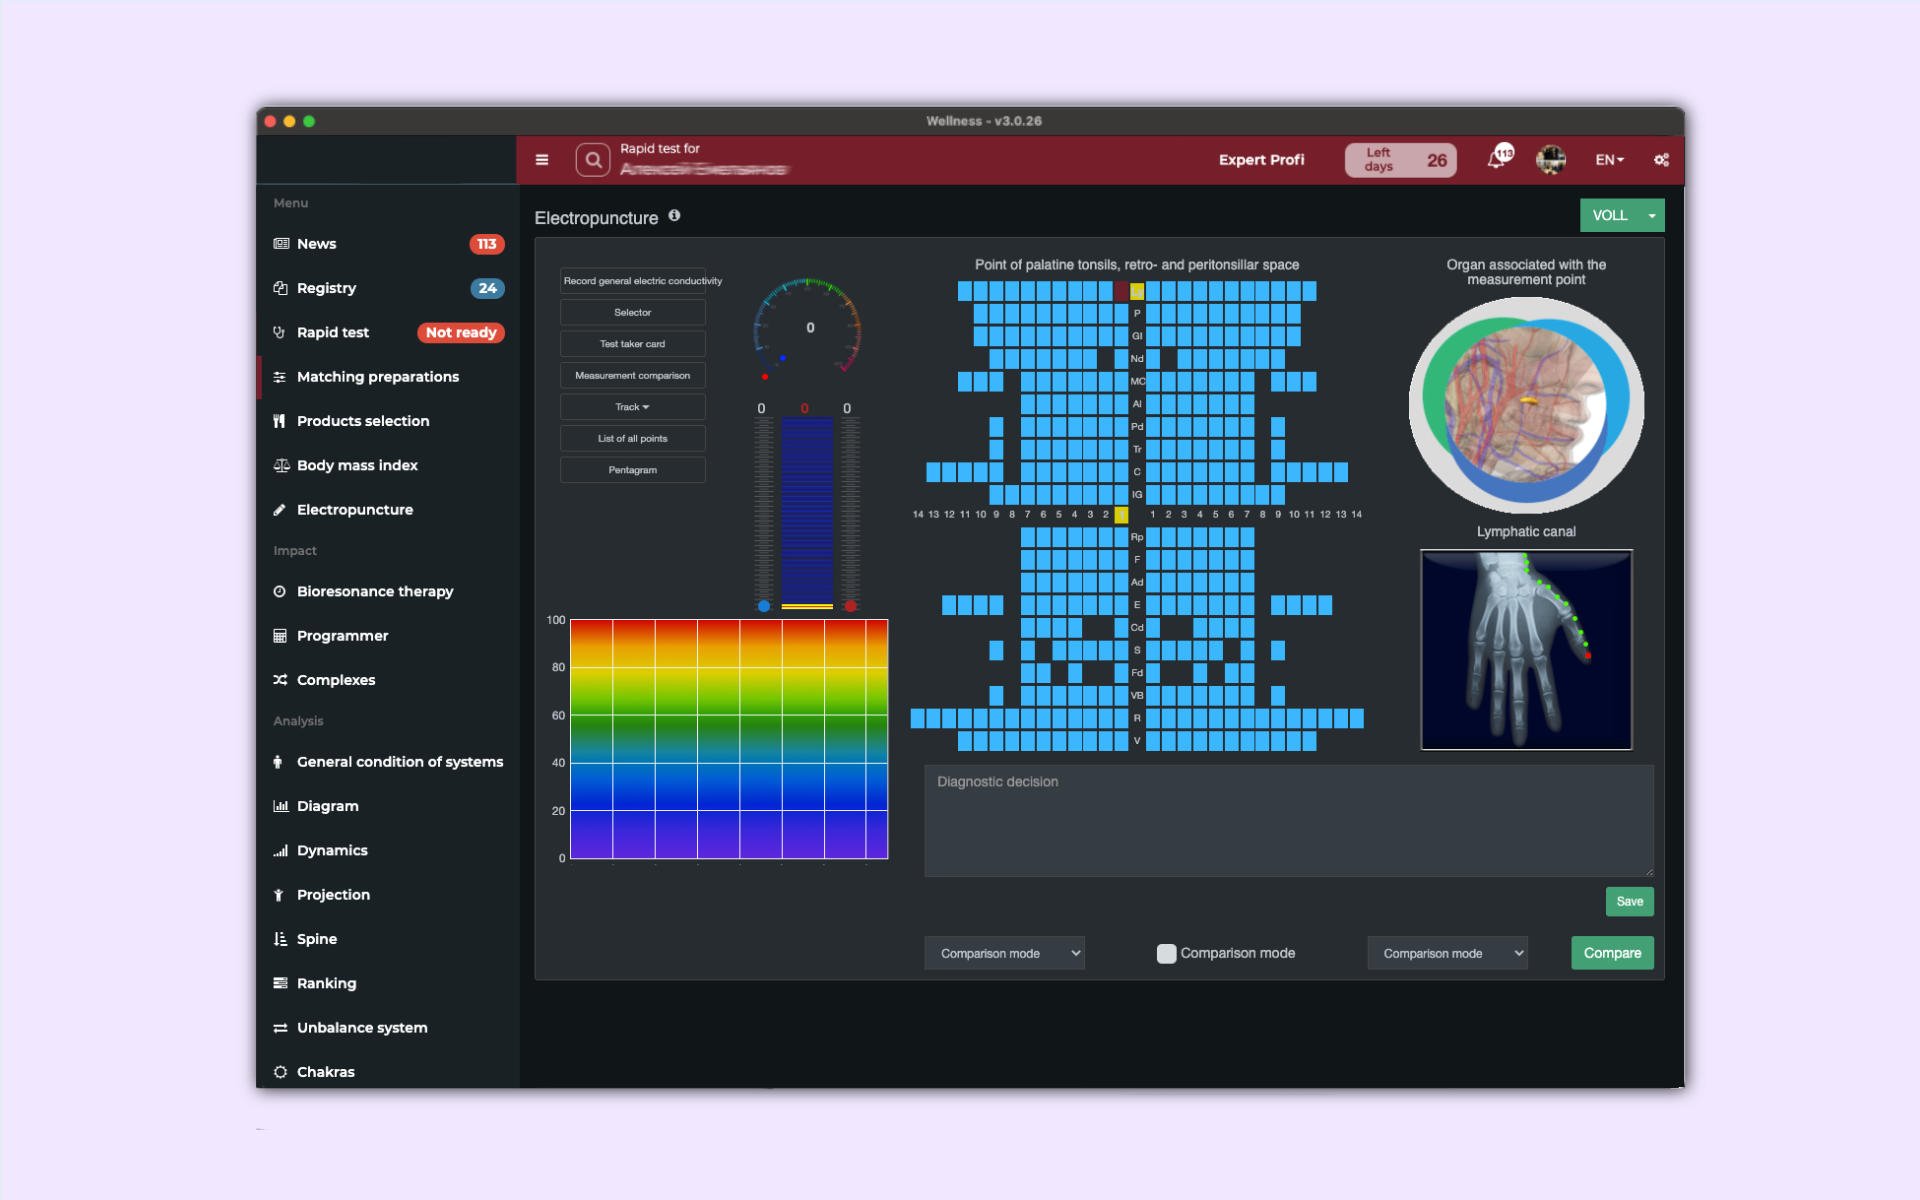 Wellness - v3.0.26
Rapid test for
Expert Profi
Left days 26
113
EN
Menu
News 113
Registry 24
Rapid test Not ready
Matching preparations
Products selection
Body mass index
Electropuncture
Impact
Bioresonance therapy
Programmer
Complexes
Analysis
General condition of systems
Diagram
Dynamics
Projection
Spine
Ranking
Unbalance system
Chakras
Electropuncture
VOLL
Record general electric conductivity
Selector
Test taker card
Measurement comparison
Track
List of all points
Pentagram
0
0 0 0
100
80
60
40
20
0
Point of palatine tonsils, retro- and peritonsillar space
P
GI
Nd
MC
AI
Pd
Tr
C
IG
14 13 12 11 10 9 8 7 6 5 4 3 2 1 2 3 4 5 6 7 8 9 10 11 12 13 14
Rp
F
Ad
E
Cd
S
Fd
VB
R
V
Organ associated with the
measurement point
Lymphatic canal
Diagnostic decision
Save
Comparison mode
Comparison mode
Comparison mode
Compare